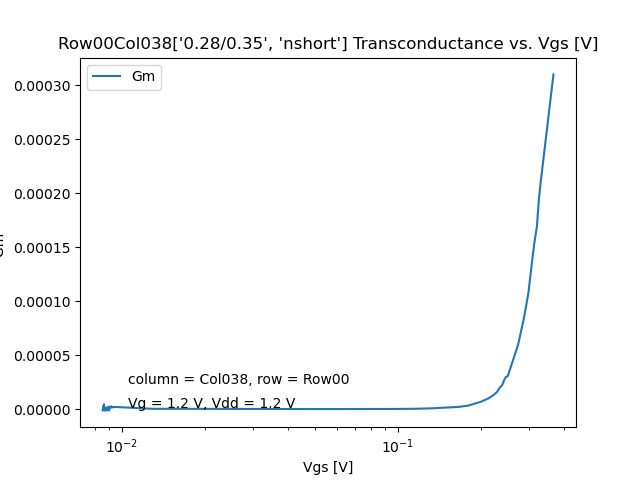 Row00Col038['0.28/0.35', 'nshort'] Transconductance vs. Vgs [V]
Gm
0.00030
0.00025
0.00020
0.00015
0.00010
0.00005
0.00000
column = Col038, row = Row00
Vg = 1.2 V, Vdd = 1.2 V
10⁻²
10⁻¹
Vgs [V]